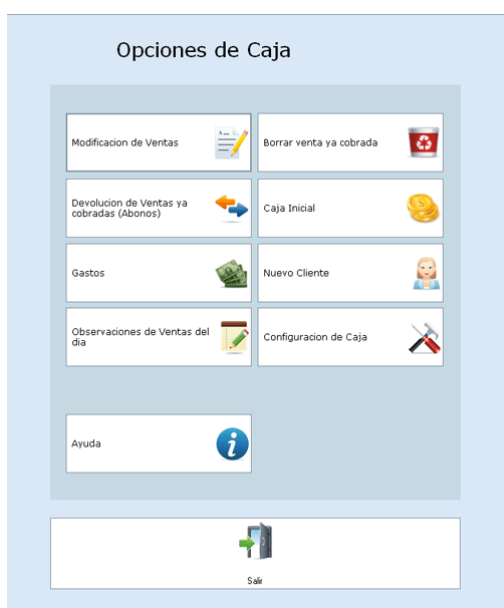 Opciones de Caja
Modificacion de Ventas
Borrar venta ya cobrada
Devolucion de Ventas ya
cobradas (Abonos)
Caja Inicial
Gastos
Nuevo Cliente
Observaciones de Ventas del
dia
Configuracion de Caja
Ayuda
Salir